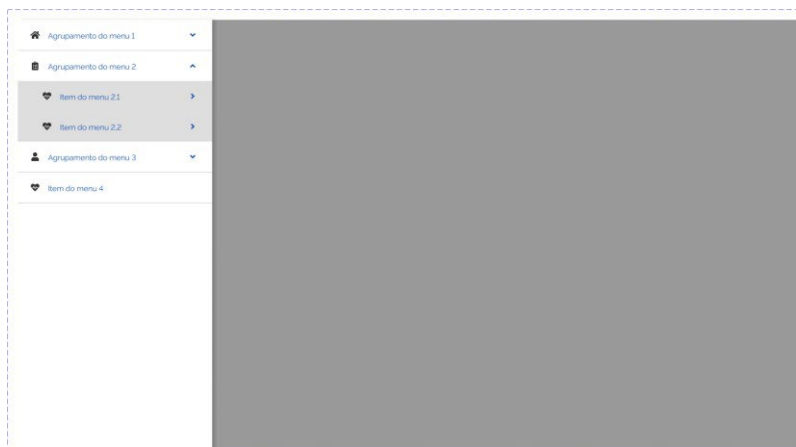 Agrupamento do menu 1
Agrupamento do menu 2
Item do menu 2.1
Item do menu 2.2
Agrupamento do menu 3
Item do menu 4